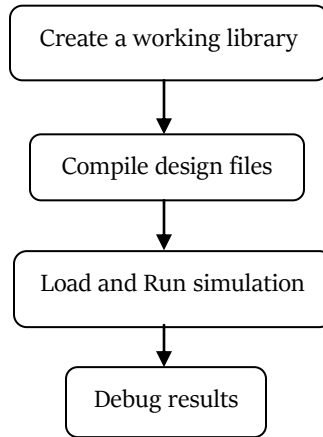 Create a working library
Compile design files
Load and Run simulation
Debug results